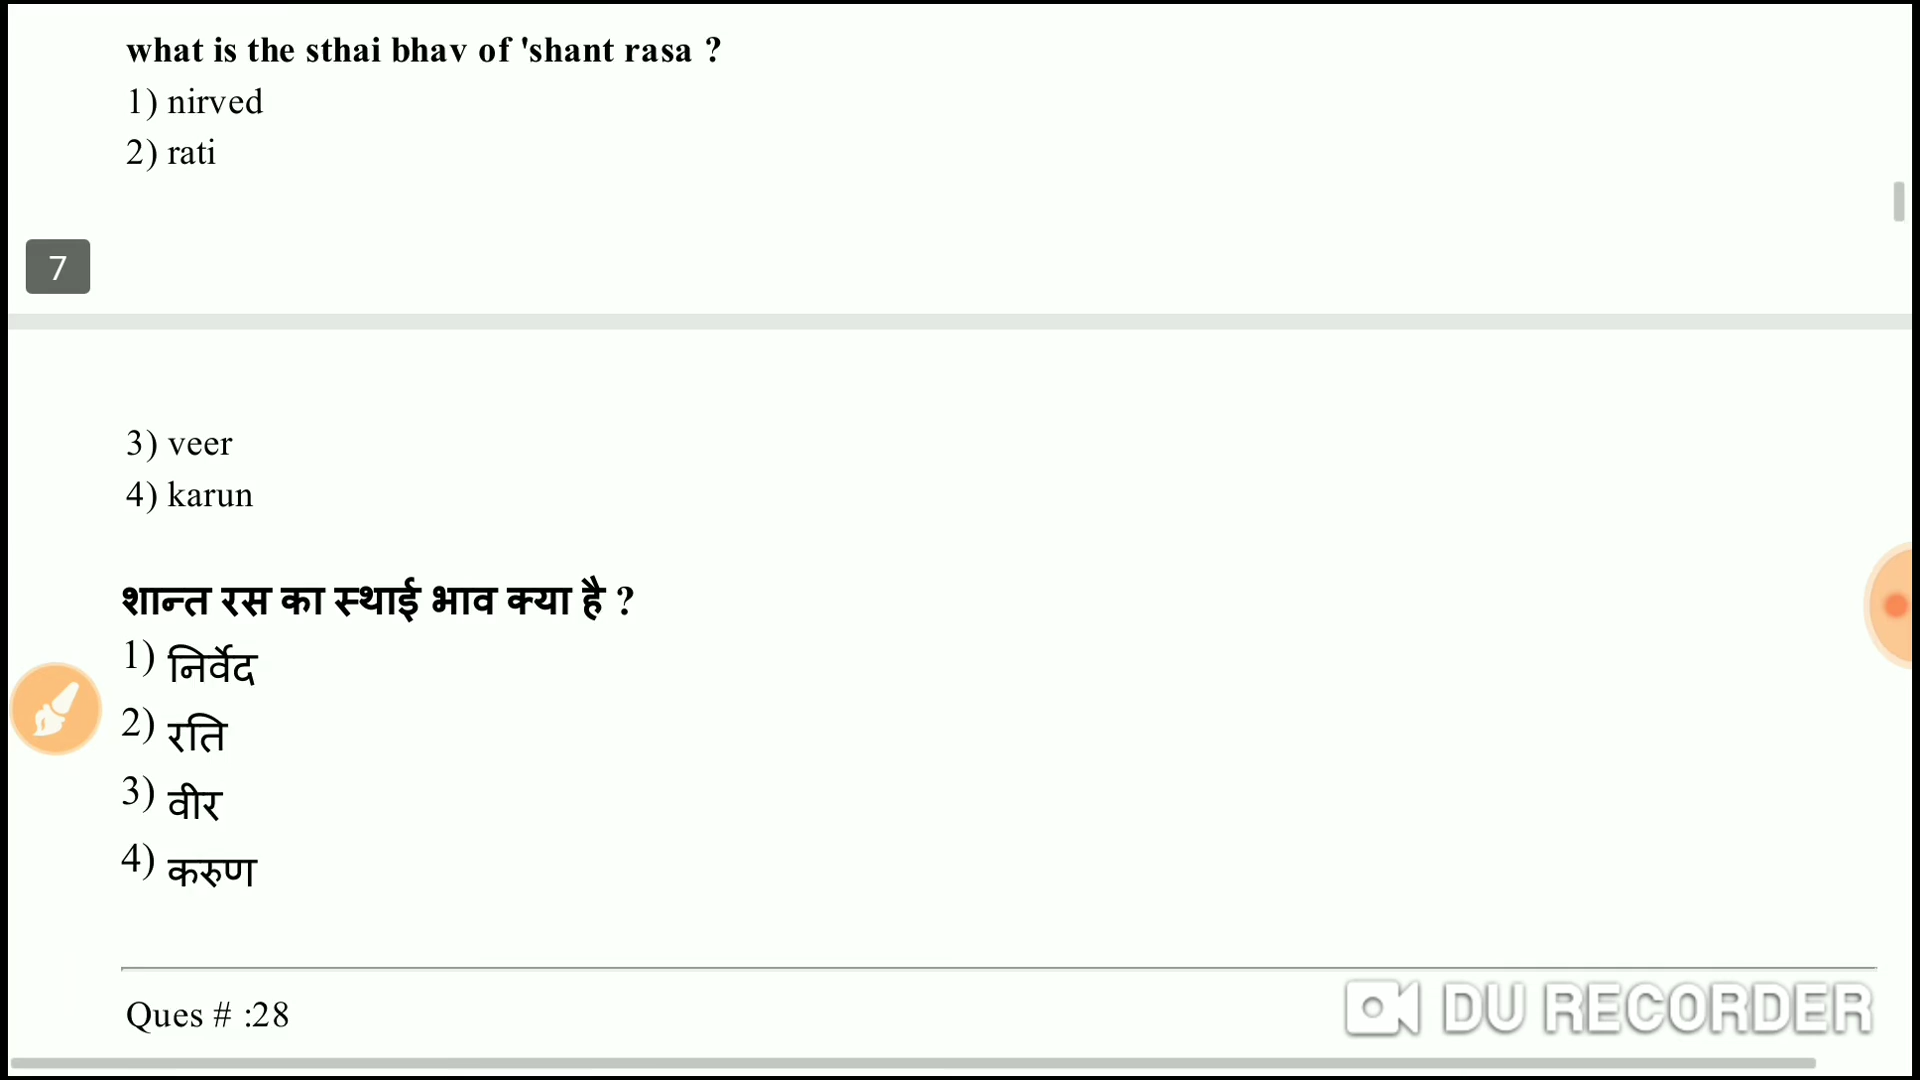 what is the sthai bhav of 'shant rasa ?
1) nirved
2) rati
7
3) veer
4) karun
शान्त रस का स्थाई भाव क्या है ?
1) निर्वेद
2) रति
3) वीर
4) करुण
Ques # :28
DU RECORDER